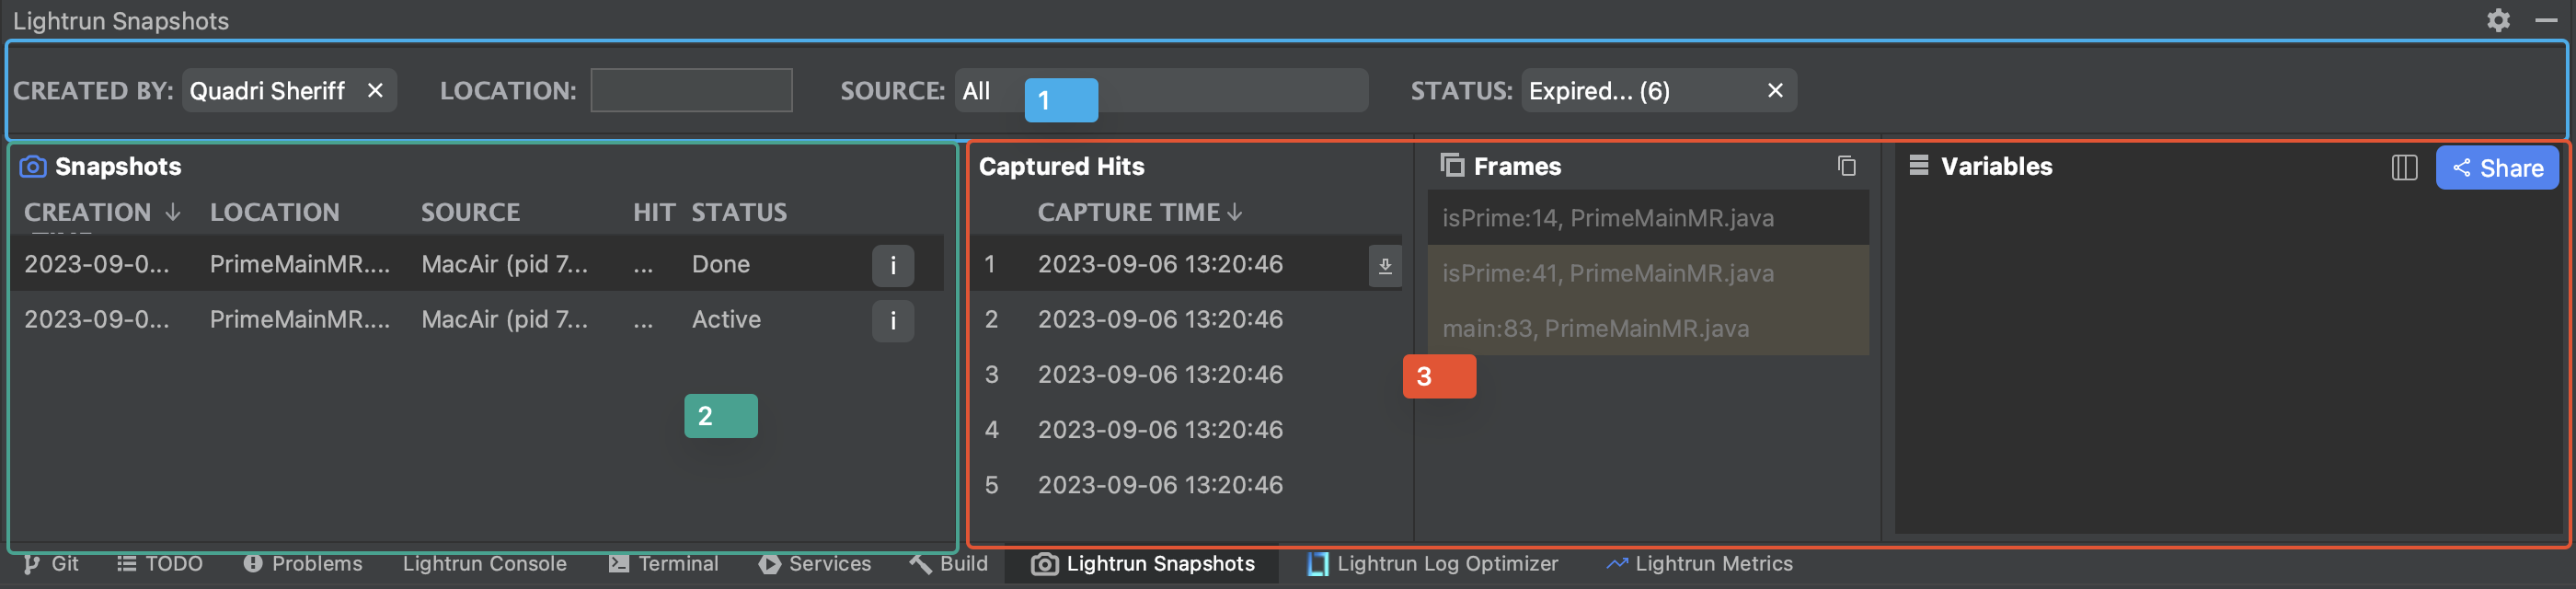 Lightrun Snapshots
CREATED BY: Quadri Sheriff × LOCATION: SOURCE: All 1 STATUS: Expired... (6) ×
Snapshots
CREATION LOCATION SOURCE HIT STATUS
2023-09-0... PrimeMainMR.... MacAir (pid 7... ... Done i
2023-09-0... PrimeMainMR.... MacAir (pid 7... ... Active i
2
Captured Hits
CAPTURE TIME
1 2023-09-06 13:20:46
2 2023-09-06 13:20:46
3 2023-09-06 13:20:46
4 2023-09-06 13:20:46
5 2023-09-06 13:20:46
Frames
isPrime:14, PrimeMainMR.java
isPrime:41, PrimeMainMR.java
main:83, PrimeMainMR.java
3
Variables
Share
Git TODO Problems Lightrun Console Terminal Services Build Lightrun Snapshots Lightrun Log Optimizer Lightrun Metrics